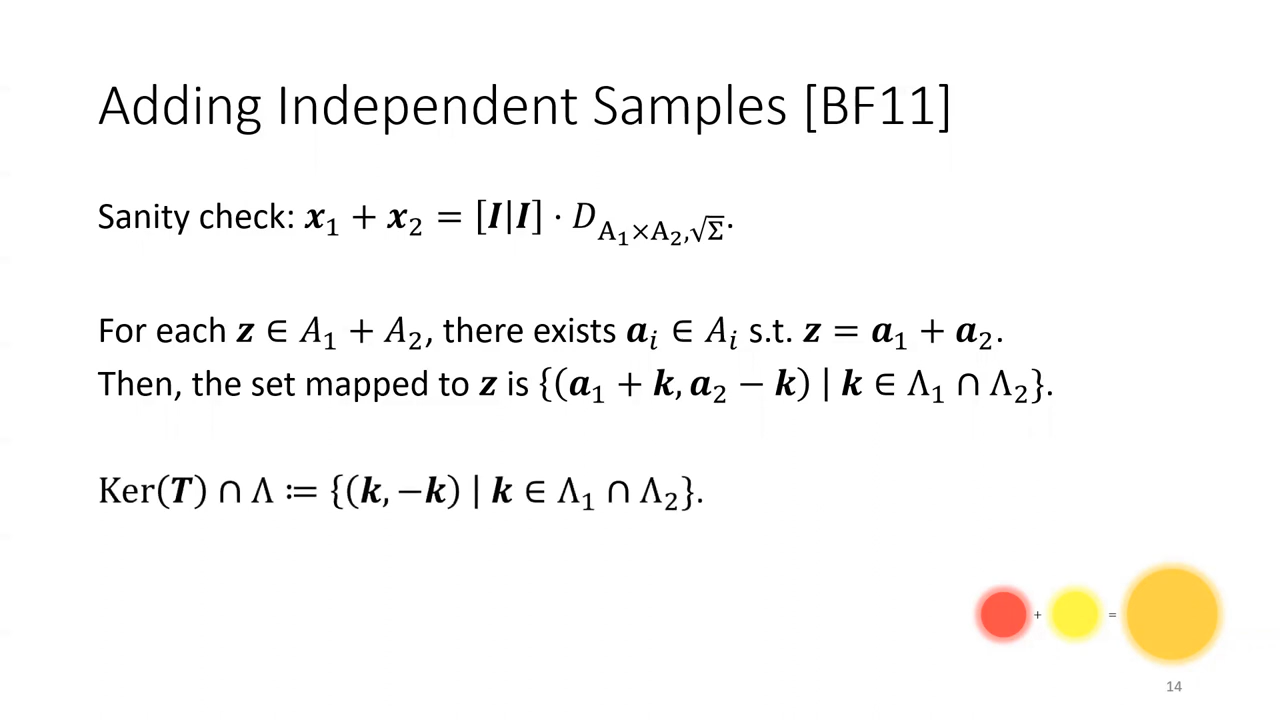 Adding Independent Samples [BF11]
Sanity check: 𝒙₁ + 𝒙₂ = [𝑰|𝑰] · 𝐷_{A₁×A₂,√Σ}.
For each 𝒛 ∈ 𝐴₁ + 𝐴₂, there exists 𝒂ᵢ ∈ 𝐴ᵢ s.t. 𝒛 = 𝒂₁ + 𝒂₂.
Then, the set mapped to 𝒛 is {(𝒂₁ + 𝒌, 𝒂₂ − 𝒌) | 𝒌 ∈ Λ₁ ∩ Λ₂}.
Ker(𝑻) ∩ Λ ≔ {(𝒌, −𝒌) | 𝒌 ∈ Λ₁ ∩ Λ₂}.
+ =
14